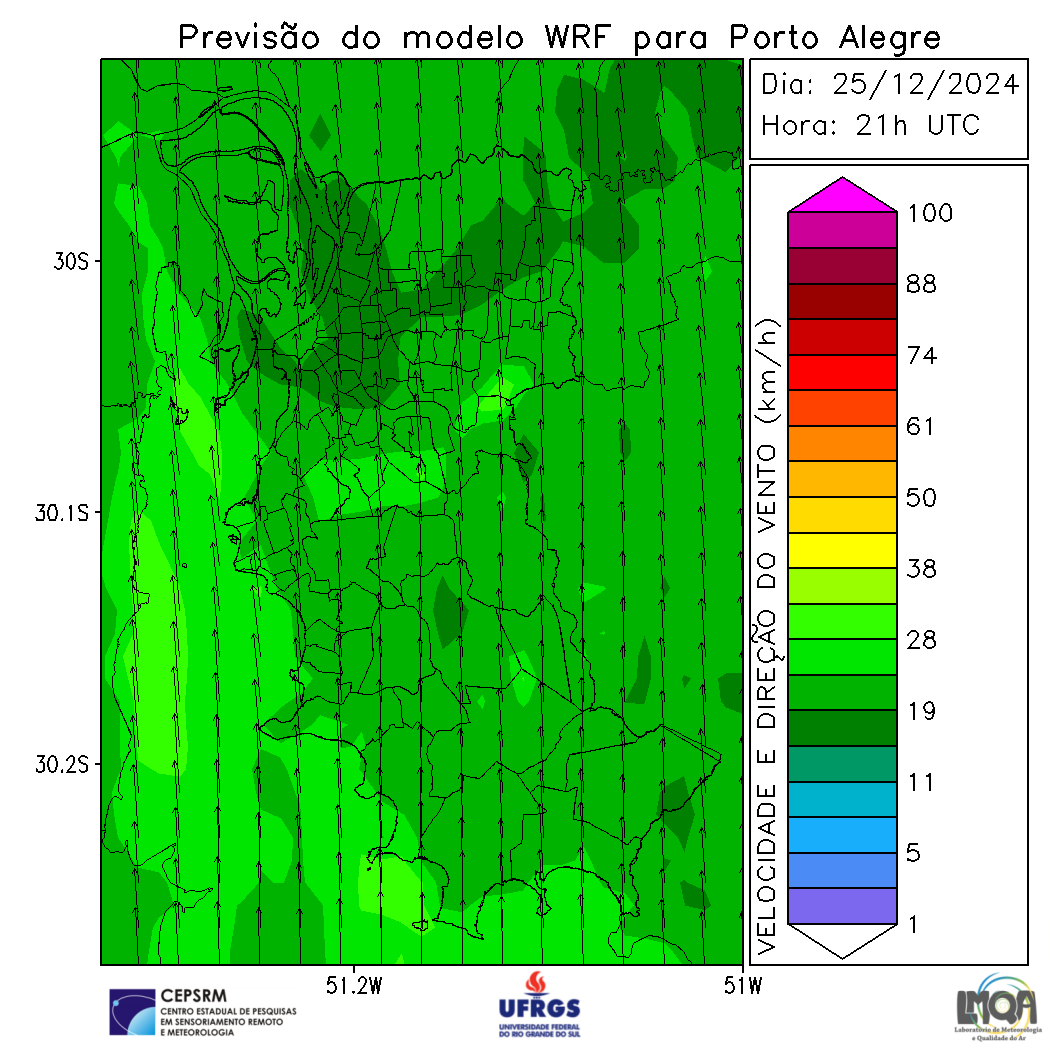 Previsão do modelo WRF para Porto Alegre
Dia: 25/12/2024
Hora: 21h UTC
30S
30.1S
30.2S
51.2W
51W
VELOCIDADE E DIREÇÃO DO VENTO (km/h)
100
88
74
61
50
38
28
19
11
5
1
CEPSRM
CENTRO ESTADUAL DE PESQUISAS
EM SENSORIAMENTO REMOTO
E METEOROLOGIA
UFRGS
UNIVERSIDADE FEDERAL
DO RIO GRANDE DO SUL
LMQA
Laboratório de Meteorologia
e Qualidade do Ar